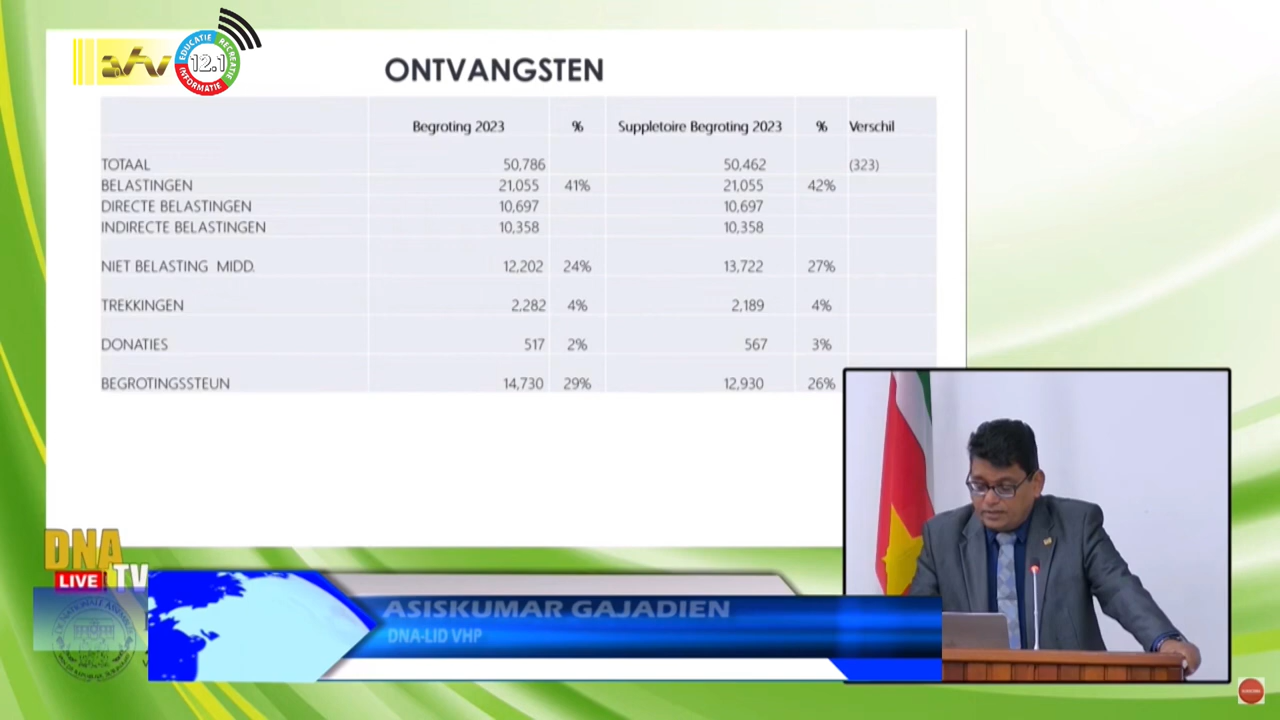 atv
EDUCATIE RECREATIE INFORMATIE
12.1
ONTVANGSTEN
Begroting 2023 % Suppletoire Begroting 2023 % Verschil
TOTAAL 50,786 50,462 (323)
BELASTINGEN 21,055 41% 21,055 42%
DIRECTE BELASTINGEN 10,697 10,697
INDIRECTE BELASTINGEN 10,358 10,358
NIET BELASTING MIDD. 12,202 24% 13,722 27%
TREKKINGEN 2,282 4% 2,189 4%
DONATIES 517 2% 567 3%
BEGROTINGSSTEUN 14,730 29% 12,930 26%
DNA
LIVE TV
ASISKUMAR GAJADIEN
DNA-LID VHP